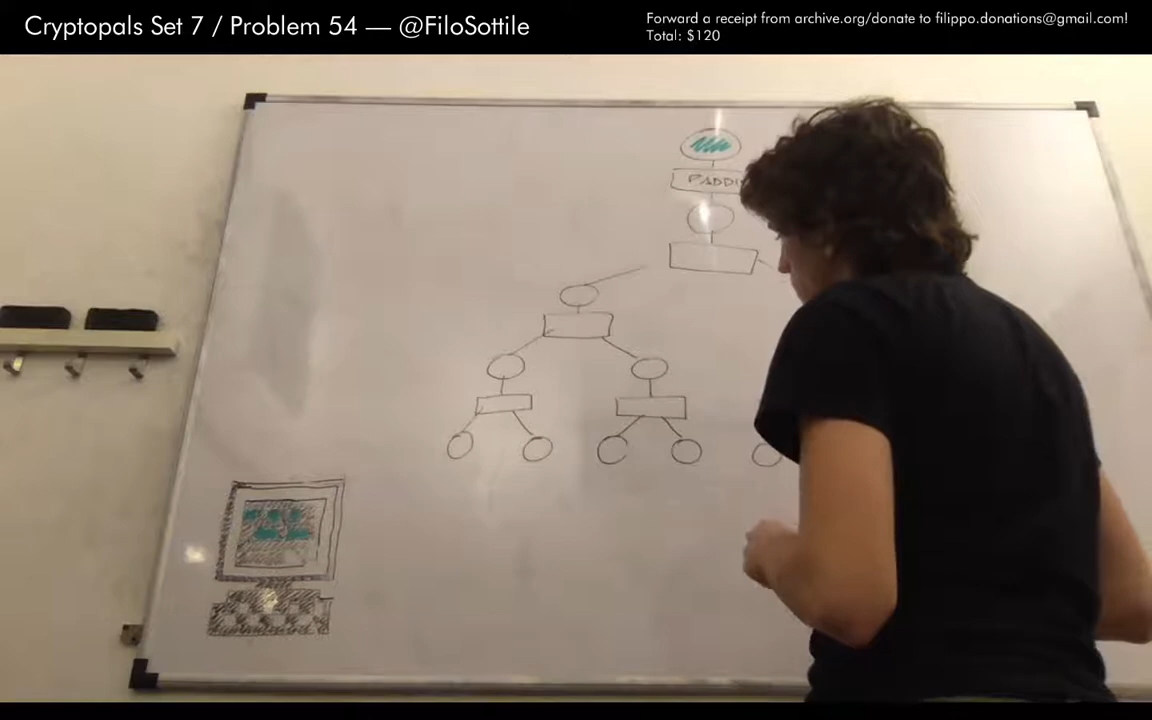 Cryptopals Set 7 / Problem 54 — @FiloSottile
Forward a receipt from archive.org/donate to filippo.donations@gmail.com!
Total: $120
PADDI